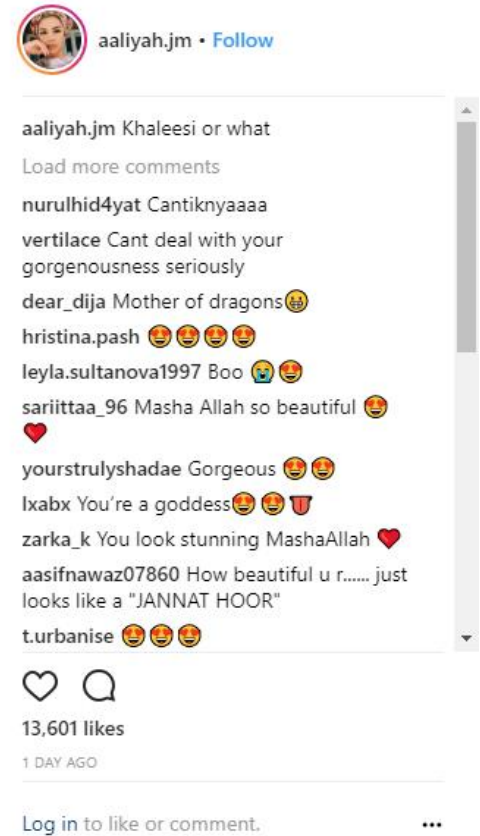 aaliyah.jm • Follow
aaliyah.jm Khaleesi or what
Load more comments
nurulhid4yat Cantiknyaaaa
vertilace Cant deal with your
gorgenousness seriously
dear_dija Mother of dragons😁
hristina.pash 😍😍😍😍
leyla.sultanova1997 Boo 😭😍
sariittaa_96 Masha Allah so beautiful 😍
❤️
yourstrulyshadae Gorgeous 😍😍
lxabx You're a goddess😍😍👅
zarka_k You look stunning MashaAllah ❤️
aasifnawaz07860 How beautiful u r...... just
looks like a "JANNAT HOOR"
t.urbanise 😍😍😍
13,601 likes
1 DAY AGO
Log in to like or comment.